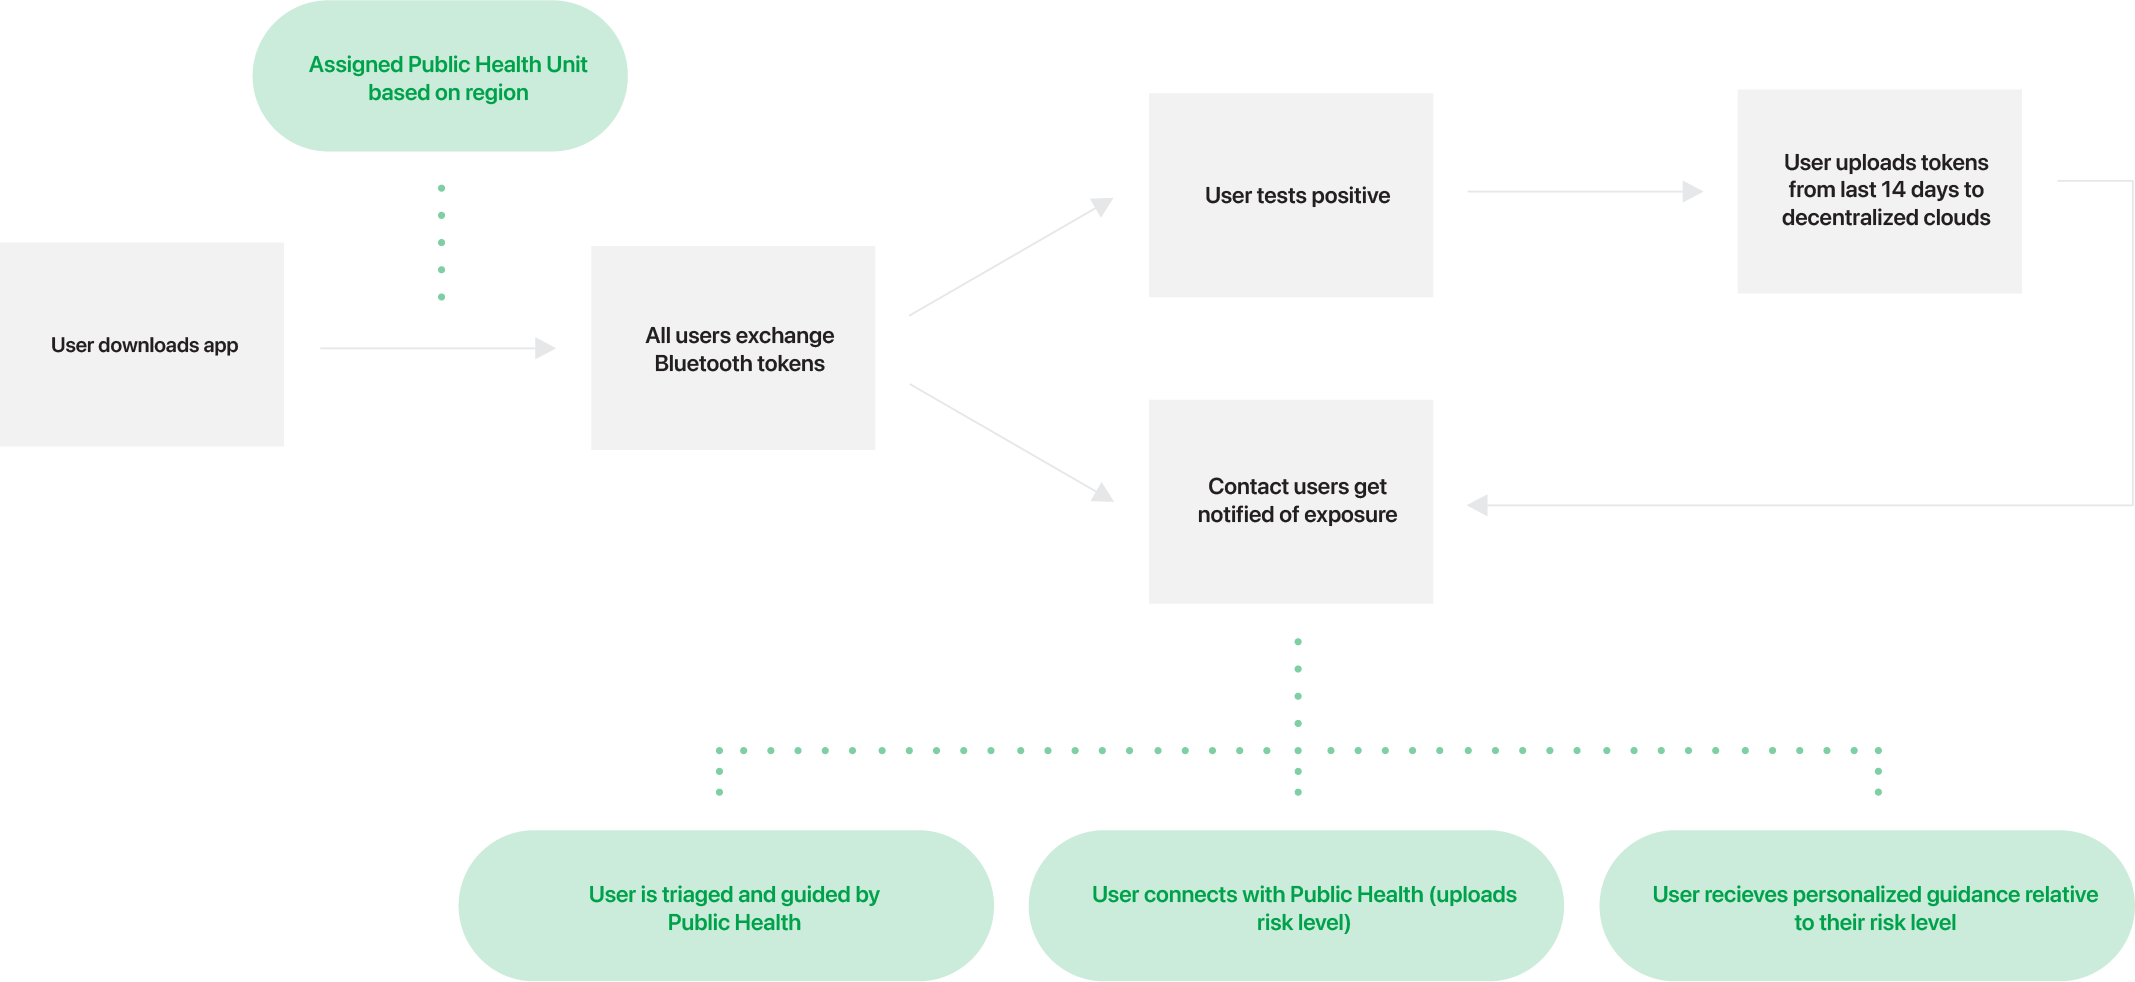 Assigned Public Health Unit
based on region
User downloads app
All users exchange
Bluetooth tokens
User tests positive
User uploads tokens
from last 14 days to
decentralized clouds
Contact users get
notified of exposure
User is triaged and guided by
Public Health
User connects with Public Health (uploads
risk level)
User recieves personalized guidance relative
to their risk level